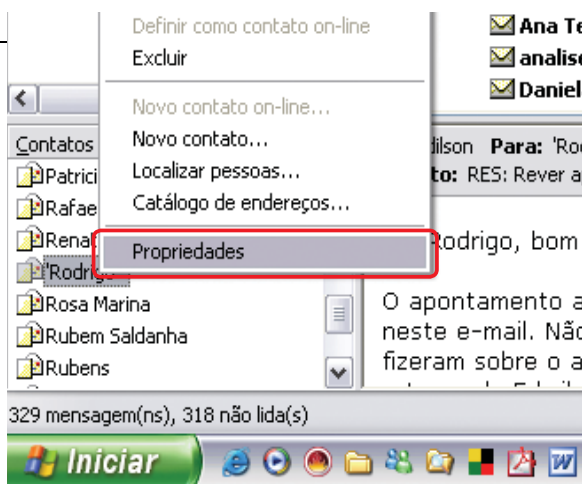 Definir como contato on-line
Excluir
Novo contato on-line...
Novo contato...
Localizar pessoas...
Catálogo de endereços...
Propriedades
Contatos
Patrici
Rafae
Rena
'Rodrigo
Rosa Marina
Rubem Saldanha
Rubens
Ana Te
analis
Daniel
dilson Para: 'Ro
to: RES: Rever a
Rodrigo, bom
O apontamento a
neste e-mail. Não
fizeram sobre o a
329 mensagem(ns), 318 não lida(s)
Iniciar